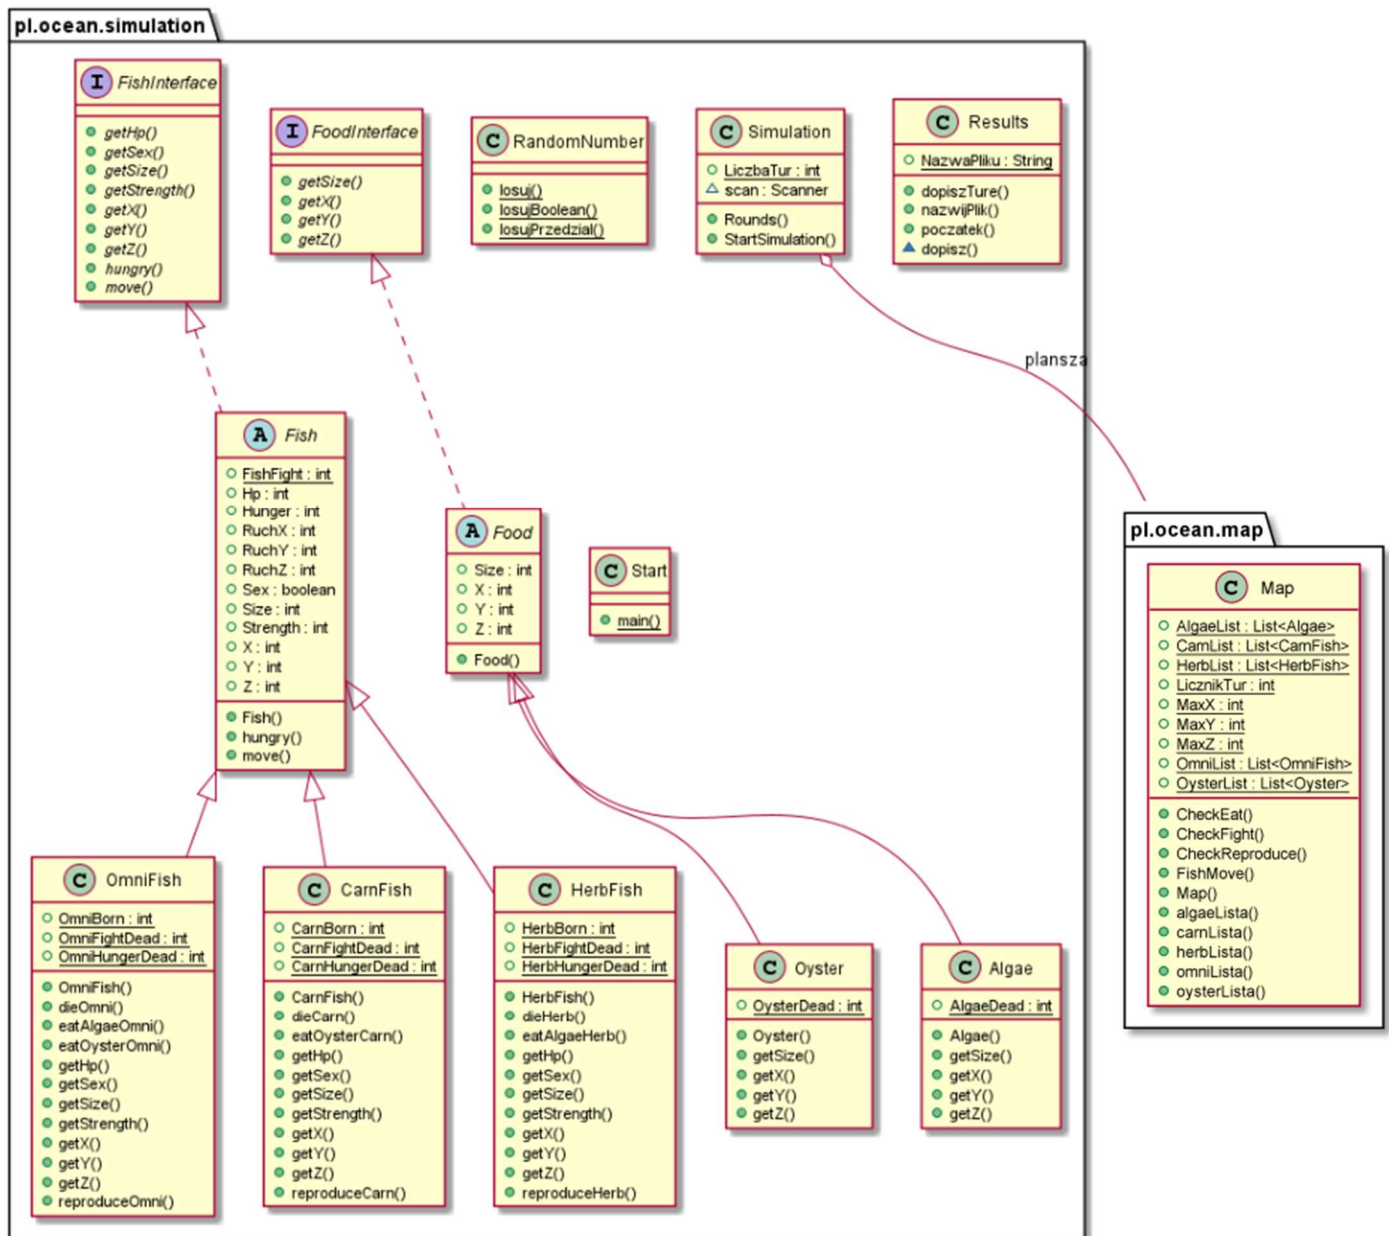 pl.ocean.simulation
I FishInterface
getHp()
getSex()
getSize()
getStrength()
getX()
getY()
getZ()
hungry()
move()
I FoodInterface
getSize()
getX()
getY()
getZ()
C RandomNumber
losuj()
losujBoolean()
losujPrzedzial()
C Simulation
LiczbaTur : int
scan : Scanner
Rounds()
StartSimulation()
C Results
NazwaPliku : String
dopiszTure()
nazwijPlik()
poczatek()
dopisz()
plansza
A Fish
FishFight : int
Hp : int
Hunger : int
RuchX : int
RuchY : int
RuchZ : int
Sex : boolean
Size : int
Strength : int
X : int
Y : int
Z : int
Fish()
hungry()
move()
A Food
Size : int
X : int
Y : int
Z : int
Food()
C Start
main()
pl.ocean.map
C Map
AlgaeList : List<Algae>
CarnList : List<CarnFish>
HerbList : List<HerbFish>
LicznikTur : int
MaxX : int
MaxY : int
MaxZ : int
OmniList : List<OmniFish>
OysterList : List<Oyster>
CheckEat()
CheckFight()
CheckReproduce()
FishMove()
Map()
algaeLista()
carnLista()
herbLista()
omniLista()
oysterLista()
C OmniFish
OmniBorn : int
OmniFightDead : int
OmniHungerDead : int
OmniFish()
dieOmni()
eatAlgaeOmni()
eatOysterOmni()
getHp()
getSex()
getSize()
getStrength()
getX()
getY()
getZ()
reproduceOmni()
C CarnFish
CarnBorn : int
CarnFightDead : int
CarnHungerDead : int
CarnFish()
dieCarn()
eatOysterCarn()
getHp()
getSex()
getSize()
getStrength()
getX()
getY()
getZ()
reproduceCarn()
C HerbFish
HerbBorn : int
HerbFightDead : int
HerbHungerDead : int
HerbFish()
dieHerb()
eatAlgaeHerb()
getHp()
getSex()
getSize()
getStrength()
getX()
getY()
getZ()
reproduceHerb()
C Oyster
OysterDead : int
Oyster()
getSize()
getX()
getY()
getZ()
C Algae
AlgaeDead : int
Algae()
getSize()
getX()
getY()
getZ()